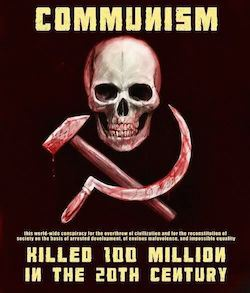 COMMUNISM
this world-wide conspiracy for the overthrow of civilization and for the reconstitution of
society on the basis of arrested development, of envious malevolence, and impossible equality
KILLED 100 MILLION
IN THE 20TH CENTURY